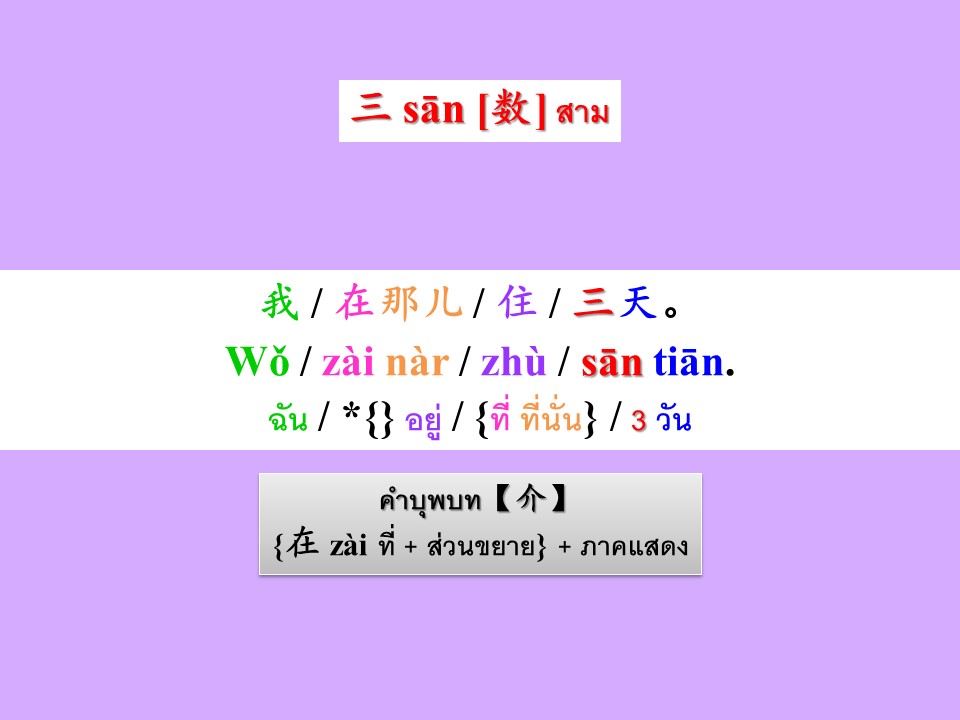 三 sān [数] สาม
我 / 在那儿 / 住 / 三天。
Wǒ / zài nàr / zhù / sān tiān.
ฉัน / *{} อยู่ / {ที่ ที่นั่น} / 3 วัน
คำบุพบท【介】
{在 zài ที่ + ส่วนขยาย} + ภาคแสดง